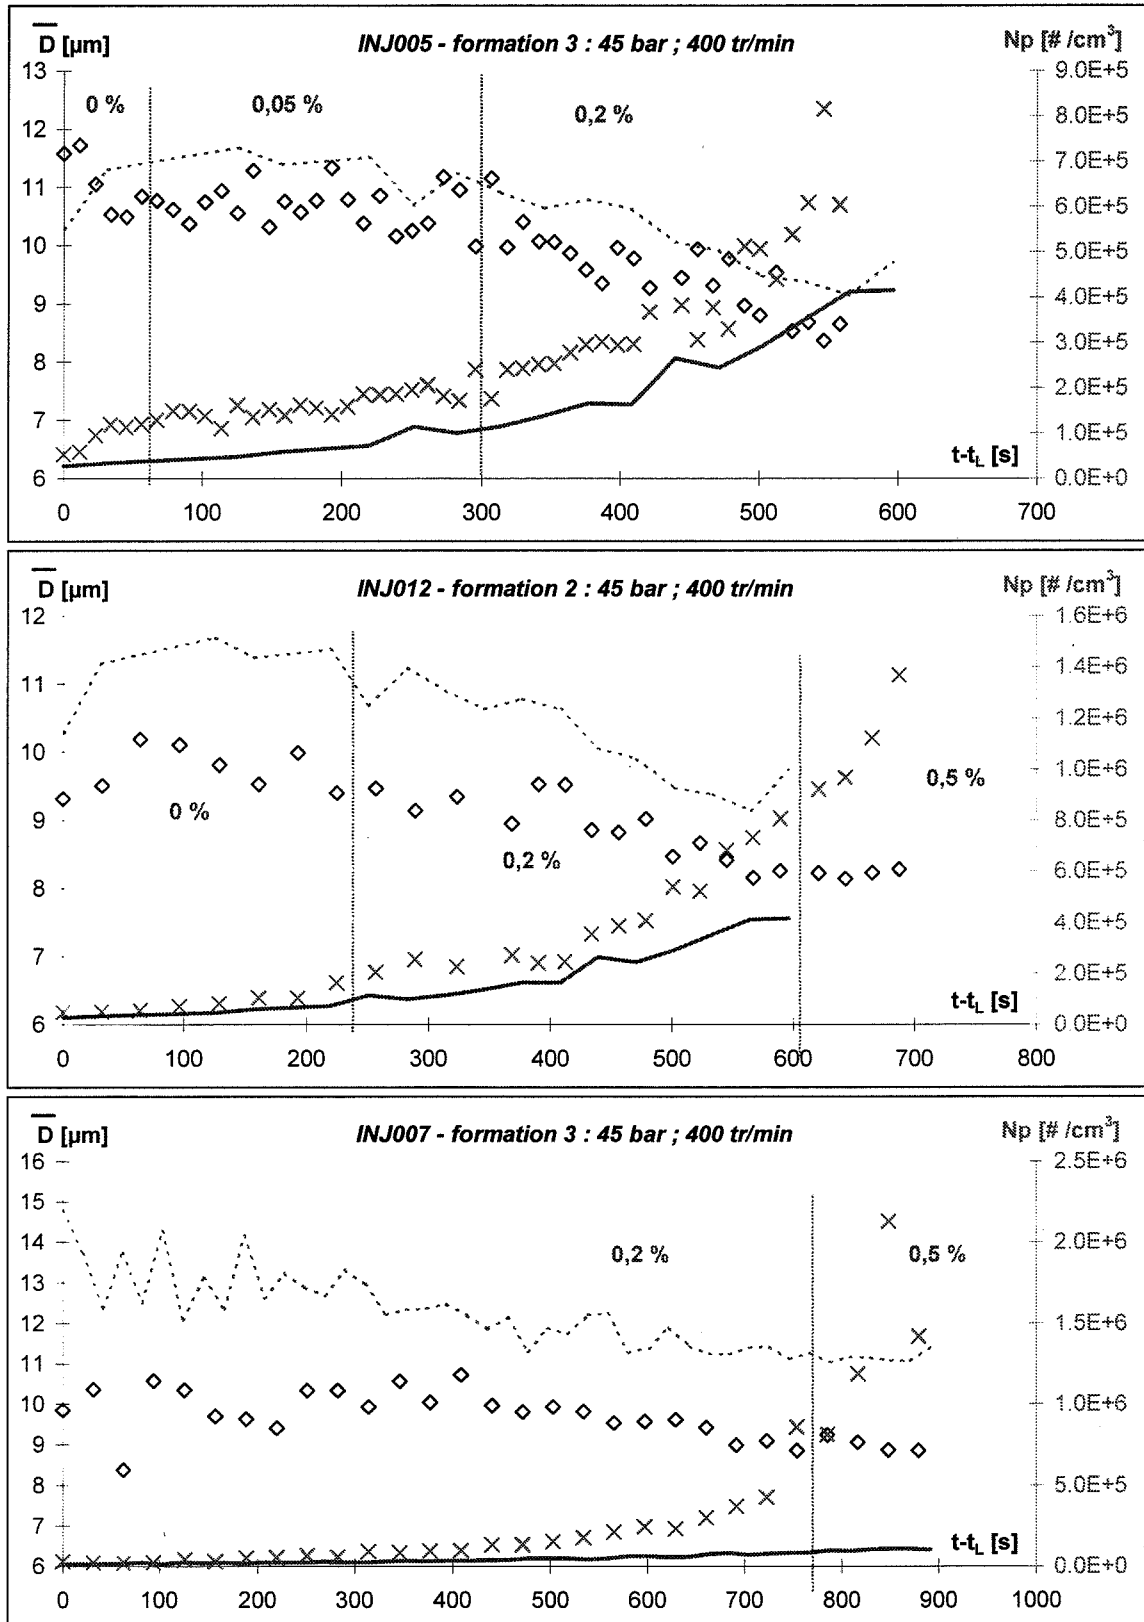 D [µm]
INJ005 - formation 3 : 45 bar ; 400 tr/min
Np [# /cm³]
13
12
11
10
9
8
7
6
0 %
0,05 %
0,2 %
9.0E+5
8.0E+5
7.0E+5
6.0E+5
5.0E+5
4.0E+5
3.0E+5
2.0E+5
1.0E+5
0.0E+0
t-tL [s]
0 100 200 300 400 500 600 700
D [µm]
INJ012 - formation 2 : 45 bar ; 400 tr/min
Np [# /cm³]
12
11
10
9
8
7
6
0 %
0,2 %
0,5 %
1.6E+6
1.4E+6
1.2E+6
1.0E+6
8.0E+5
6.0E+5
4.0E+5
2.0E+5
0.0E+0
t-tL [s]
0 100 200 300 400 500 600 700 800
D [µm]
INJ007 - formation 3 : 45 bar ; 400 tr/min
Np [# /cm³]
16
15
14
13
12
11
10
9
8
7
6
0,2 %
0,5 %
2.5E+6
2.0E+6
1.5E+6
1.0E+6
5.0E+5
0.0E+0
t-tL [s]
0 100 200 300 400 500 600 700 800 900 1000